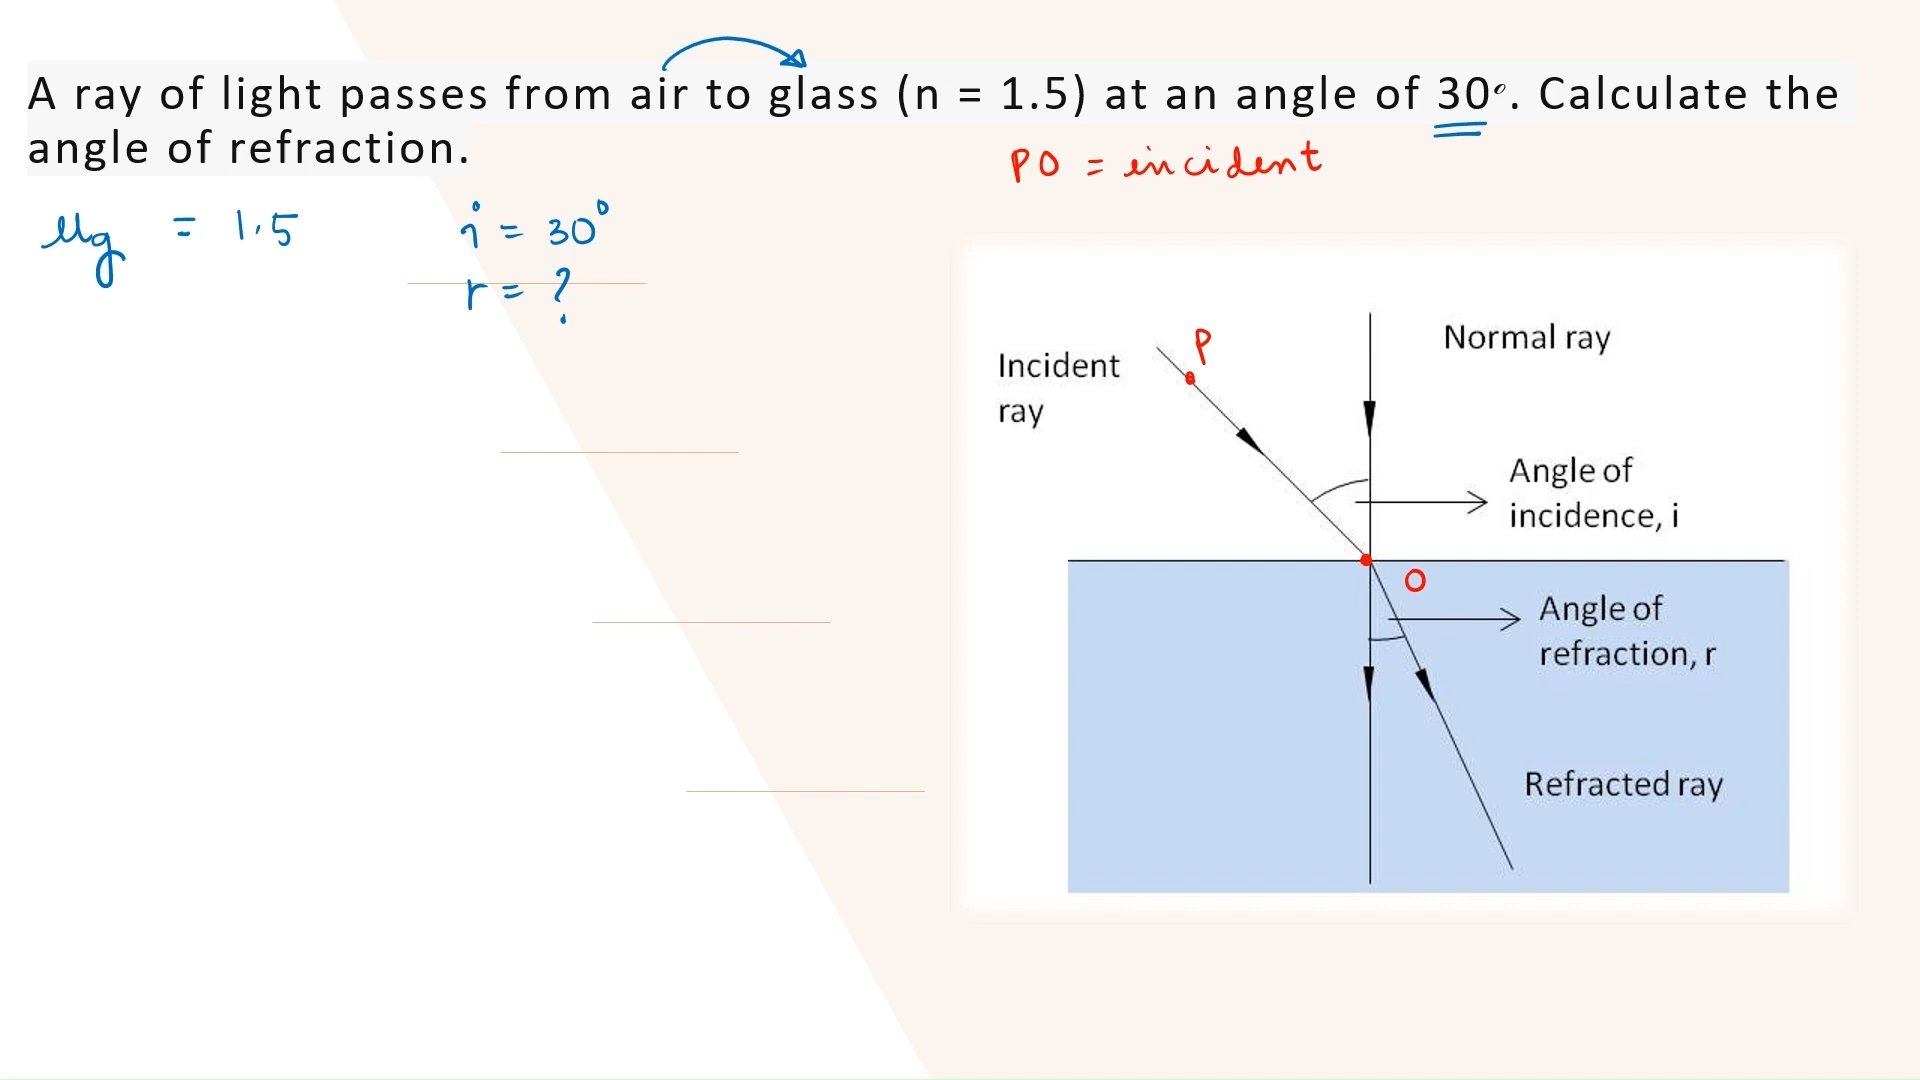 A ray of light passes from air to glass (n = 1.5) at an angle of 30°. Calculate the
angle of refraction.
PO = incident
μg = 1.5
i = 30°
r = ?
P
Normal ray
Incident
ray
Angle of
incidence, i
O
Angle of
refraction, r
Refracted ray